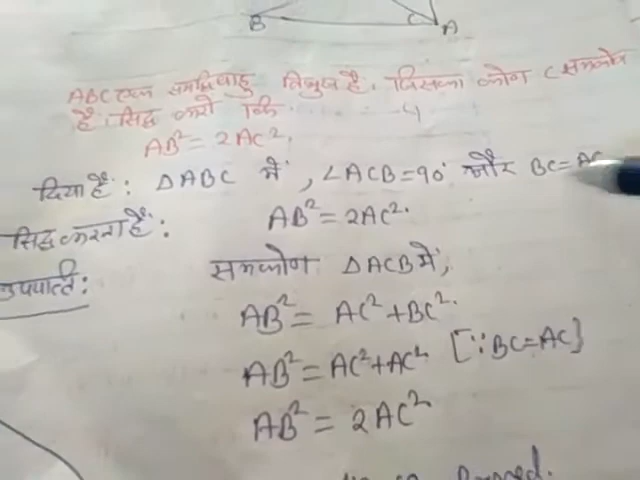 B A
ABC एक समद्विबाहु त्रिभुज है, जिसका कोण C समकोण
है, सिद्ध करो कि
AB² = 2AC².
दिया है: ΔABC में, ∠ACB=90° और BC=AC
सिद्ध करना है: AB² = 2AC².
उपपत्ति: समकोण ΔACB में,
AB² = AC² + BC².
AB² = AC² + AC² [∵BC=AC]
AB² = 2AC²
Proved.